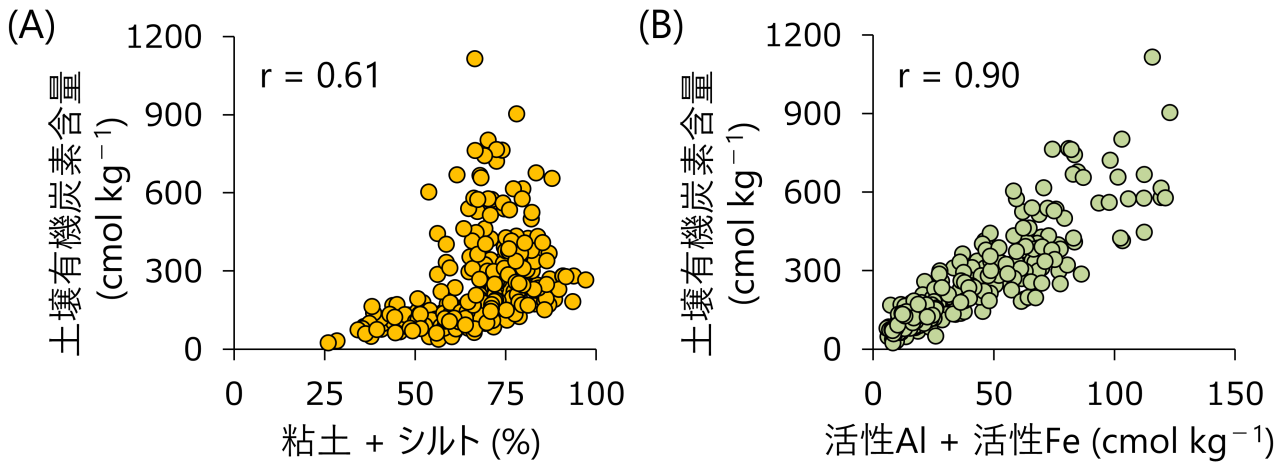 (A)
r = 0.61
土壌有機炭素含量
(cmol kg⁻¹)
1200
900
600
300
0
0 25 50 75 100
粘土 + シルト (%)
(B)
r = 0.90
土壌有機炭素含量
(cmol kg⁻¹)
1200
900
600
300
0
0 50 100 150
活性Al + 活性Fe (cmol kg⁻¹)